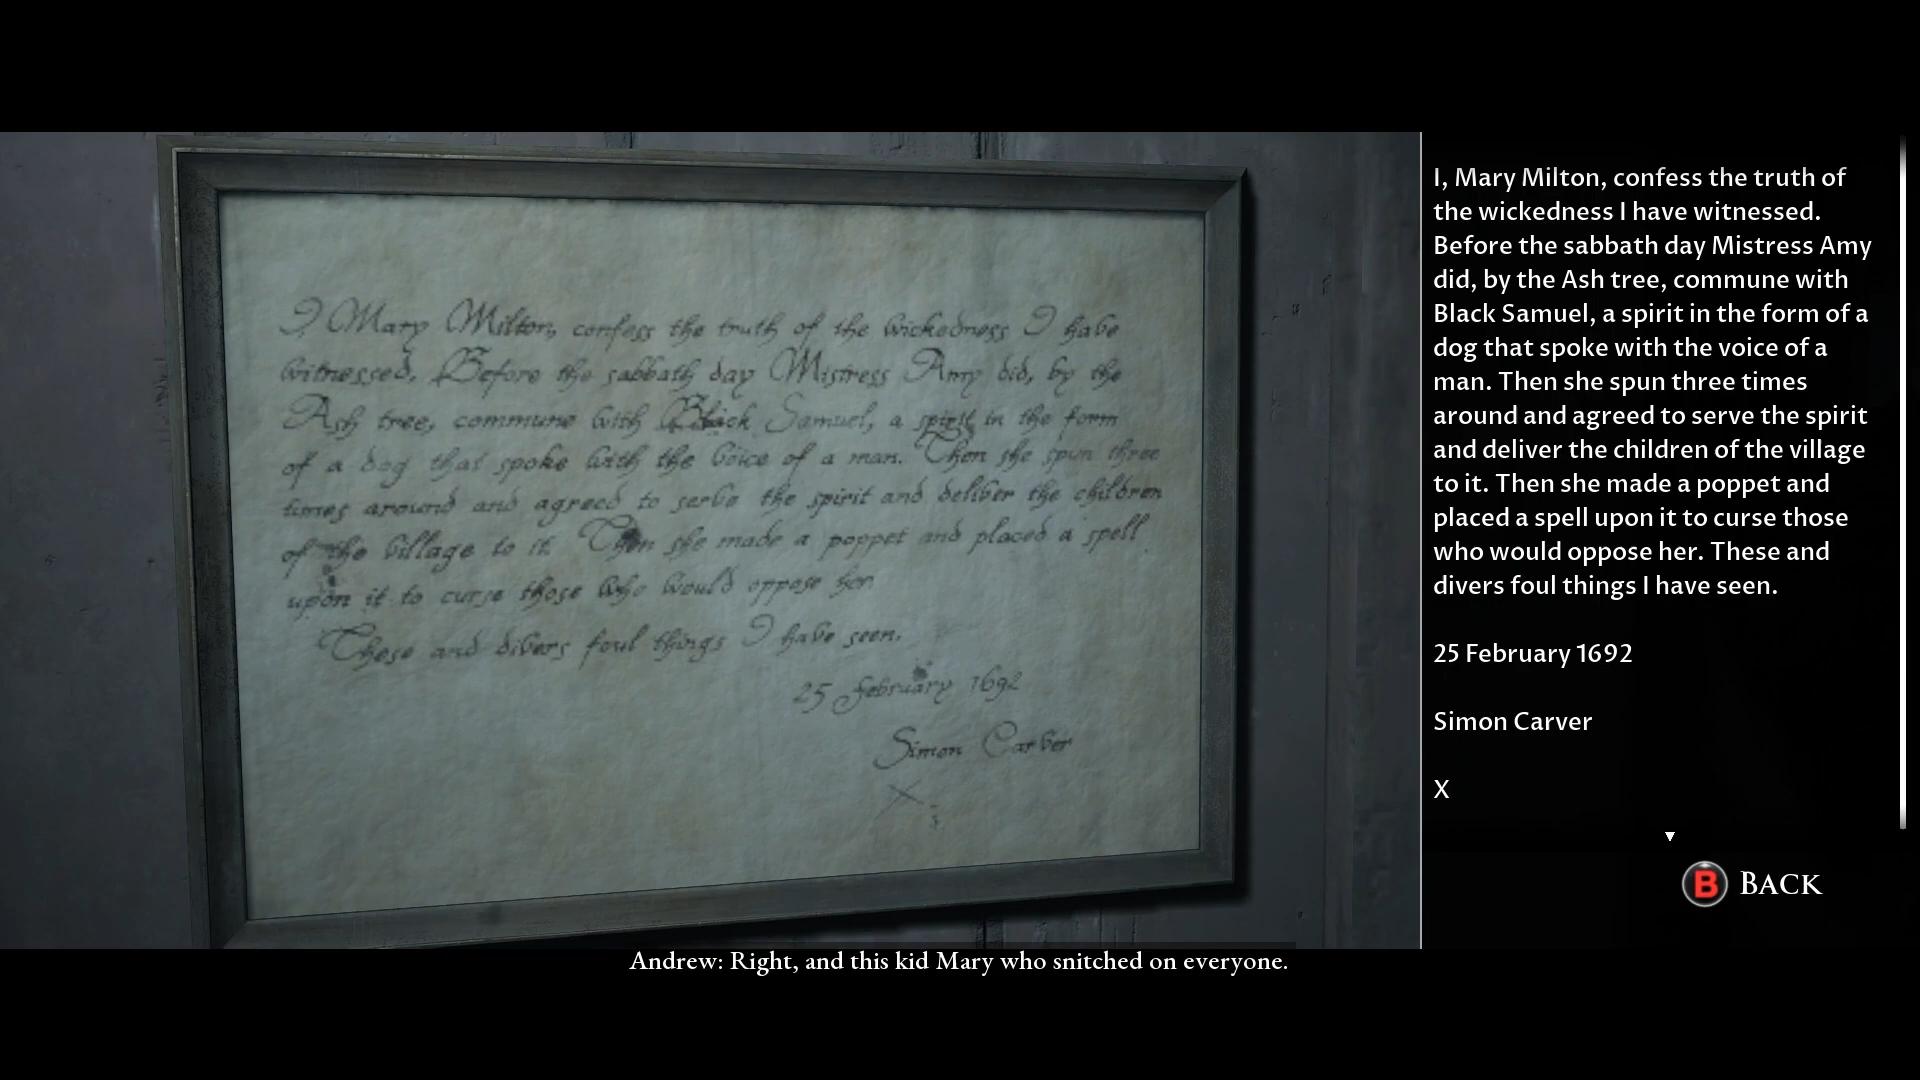 I, Mary Milton, confess the truth of the wickedness I have
witnessed. Before the sabbath day Mistress Amy did, by the
Ash tree, commune with Black Samuel, a spirit in the form
of a dog that spoke with the voice of a man. Then she spun three
times around and agreed to serve the spirit and deliver the children
of the village to it. Then she made a poppet and placed a spell
upon it to curse those who would oppose her.
These and divers foul things I have seen.
25 February 1692
Simon Carver
X
I, Mary Milton, confess the truth of
the wickedness I have witnessed.
Before the sabbath day Mistress Amy
did, by the Ash tree, commune with
Black Samuel, a spirit in the form of a
dog that spoke with the voice of a
man. Then she spun three times
around and agreed to serve the spirit
and deliver the children of the village
to it. Then she made a poppet and
placed a spell upon it to curse those
who would oppose her. These and
divers foul things I have seen.
25 February 1692
Simon Carver
X
B BACK
Andrew: Right, and this kid Mary who snitched on everyone.